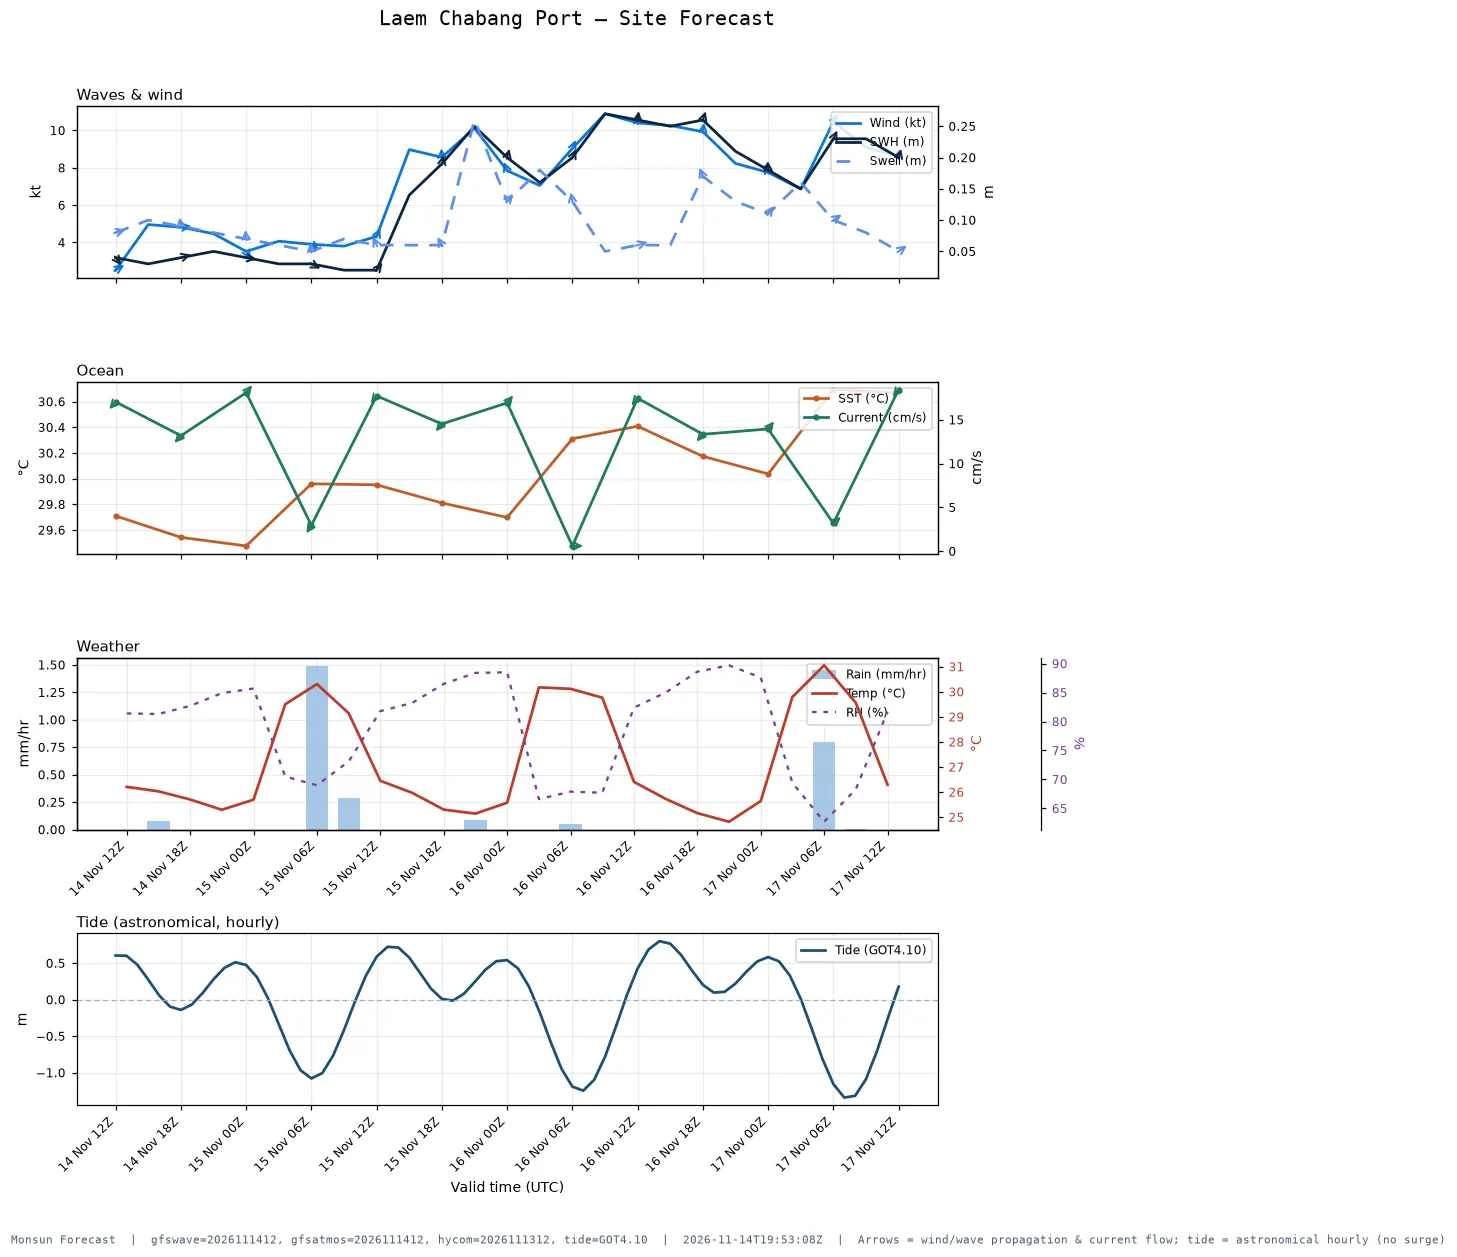 Laem Chabang Port — Site Forecast
Waves & wind
10
8
6
4
kt
0.25
0.20
0.15
0.10
0.05
m
Wind (kt)
SWH (m)
Swell (m)
Ocean
30.6
30.4
30.2
30.0
29.8
29.6
°C
15
10
5
0
cm/s
SST (°C)
Current (cm/s)
Weather
1.50
1.25
1.00
0.75
0.50
0.25
0.00
mm/hr
31
30
29
28
27
26
25
°C
90
85
80
75
70
65
%
Rain (mm/hr)
Temp (°C)
RH (%)
14 Nov 12Z
14 Nov 18Z
15 Nov 00Z
15 Nov 06Z
15 Nov 12Z
15 Nov 18Z
16 Nov 00Z
16 Nov 06Z
16 Nov 12Z
16 Nov 18Z
17 Nov 00Z
17 Nov 06Z
17 Nov 12Z
Tide (astronomical, hourly)
0.5
0.0
−0.5
−1.0
m
Tide (GOT4.10)
14 Nov 12Z
14 Nov 18Z
15 Nov 00Z
15 Nov 06Z
15 Nov 12Z
15 Nov 18Z
16 Nov 00Z
16 Nov 06Z
16 Nov 12Z
16 Nov 18Z
17 Nov 00Z
17 Nov 06Z
17 Nov 12Z
Valid time (UTC)
Monsun Forecast | gfswave=2026111412, gfsatmos=2026111412, hycom=2026111312, tide=GOT4.10 | 2026-11-14T19:53:08Z | Arrows = wind/wave propagation & current flow; tide = astronomical hourly (no surge)